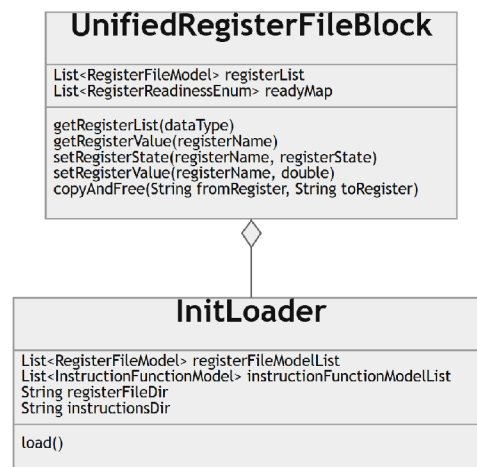 UnifiedRegisterFileBlock
List<RegisterFileModel> registerList
List<RegisterReadinessEnum> readyMap
getRegisterList(dataType)
getRegisterValue(registerName)
setRegisterState(registerName, registerState)
setRegisterValue(registerName, double)
copyAndFree(String fromRegister, String toRegister)
InitLoader
List<RegisterFileModel> registerFileModelList
List<InstructionFunctionModel> instructionFunctionModelList
String registerFileDir
String instructionsDir
load()